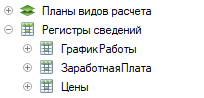 Планы видов расчета
Регистры сведений
ГрафикРаботы
ЗаработнаяПлата
Цены